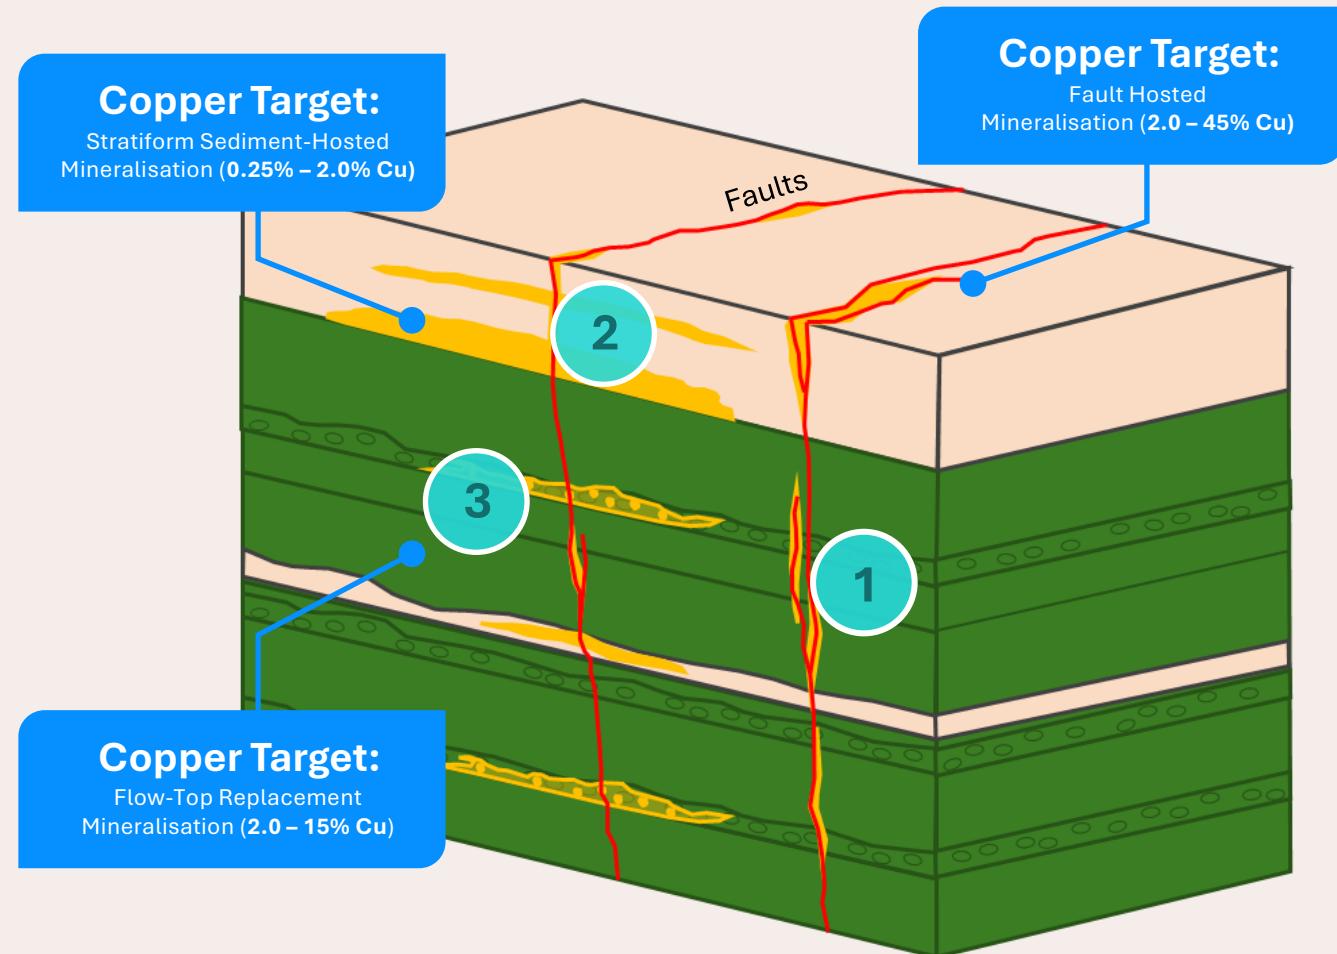 Copper Target:
Stratiform Sediment-Hosted
Mineralisation (0.25% – 2.0% Cu)
Copper Target:
Fault Hosted
Mineralisation (2.0 – 45% Cu)
Faults
2
3
1
Copper Target:
Flow-Top Replacement
Mineralisation (2.0 – 15% Cu)